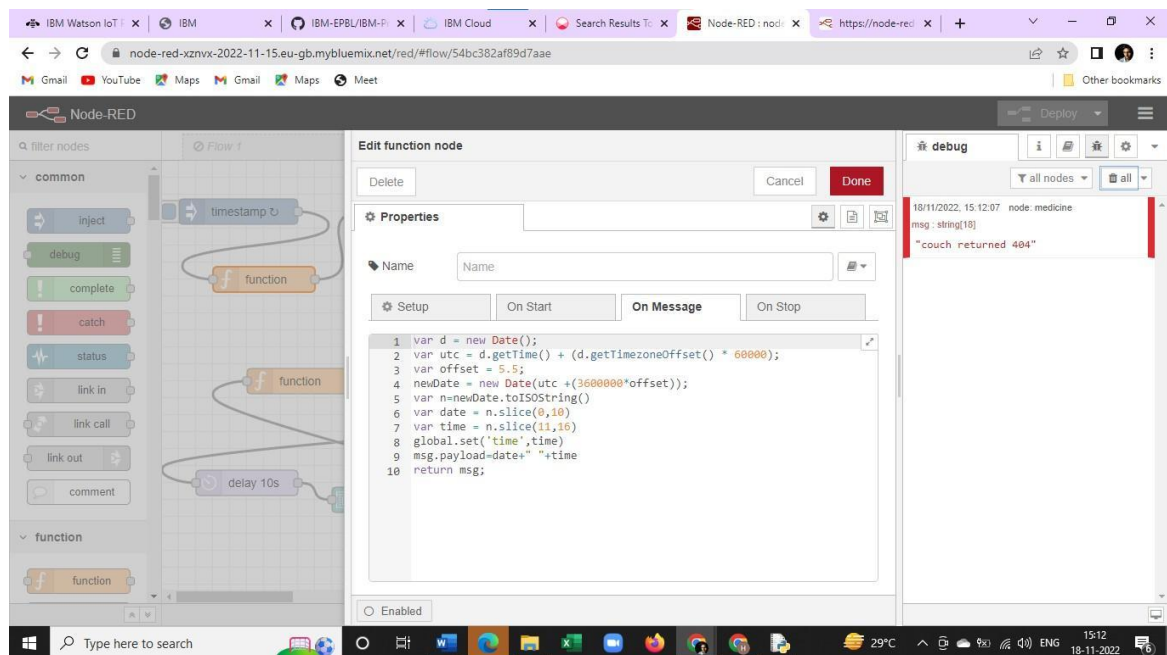 IBM Watson IoT P
IBM
IBM-EPBL/IBM-Pr
IBM Cloud
Search Results To
Node-RED : node
https://node-red
node-red-xznvx-2022-11-15.eu-gb.mybluemix.net/red/#flow/54bc382af89d7aae
Gmail YouTube Maps Gmail Maps Meet
Other bookmarks
Node-RED
Deploy
filter nodes
Flow 1
common
inject
debug
complete
catch
status
link in
link call
link out
comment
function
function
timestamp ↻
function
function
delay 10s
Edit function node
Delete
Cancel
Done
Properties
Name
Name
Setup
On Start
On Message
On Stop
1 var d = new Date();
2 var utc = d.getTime() + (d.getTimezoneOffset() * 60000);
3 var offset = 5.5;
4 newDate = new Date(utc +(3600000*offset));
5 var n=newDate.toISOString()
6 var date = n.slice(0,10)
7 var time = n.slice(11,16)
8 global.set('time',time)
9 msg.payload=date+" "+time
10 return msg;
Enabled
debug
all nodes
all
18/11/2022, 15:12:07 node: medicine
msg : string[18]
"couch returned 404"
Type here to search
29°C
ENG
15:12
18-11-2022